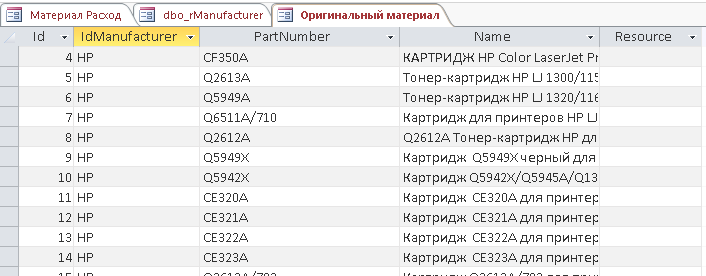 Материал Расход dbo_rManufacturer Оригинальный материал
Id IdManufacturer PartNumber Name Resource
4 HP CF350A КАРТРИДЖ HP Color LaserJet Pr
5 HP Q2613A Тонер-картридж HP LJ 1300/115
6 HP Q5949A Тонер-картридж HP LJ 1320/116
7 HP Q6511A/710 Картридж для принтеров HP LJ
8 HP Q2612A Q2612A Тонер-картридж HP дл
9 HP Q5949X Картридж Q5949X черный для
10 HP Q5942X Картридж Q5942X/Q5945A/Q13
11 HP CE320A Картридж CE320A для принтер
12 HP CE321A Картридж CE321A для принтер
13 HP CE322A Картридж CE322A для принтер
14 HP CE323A Картридж CE323A для принтер